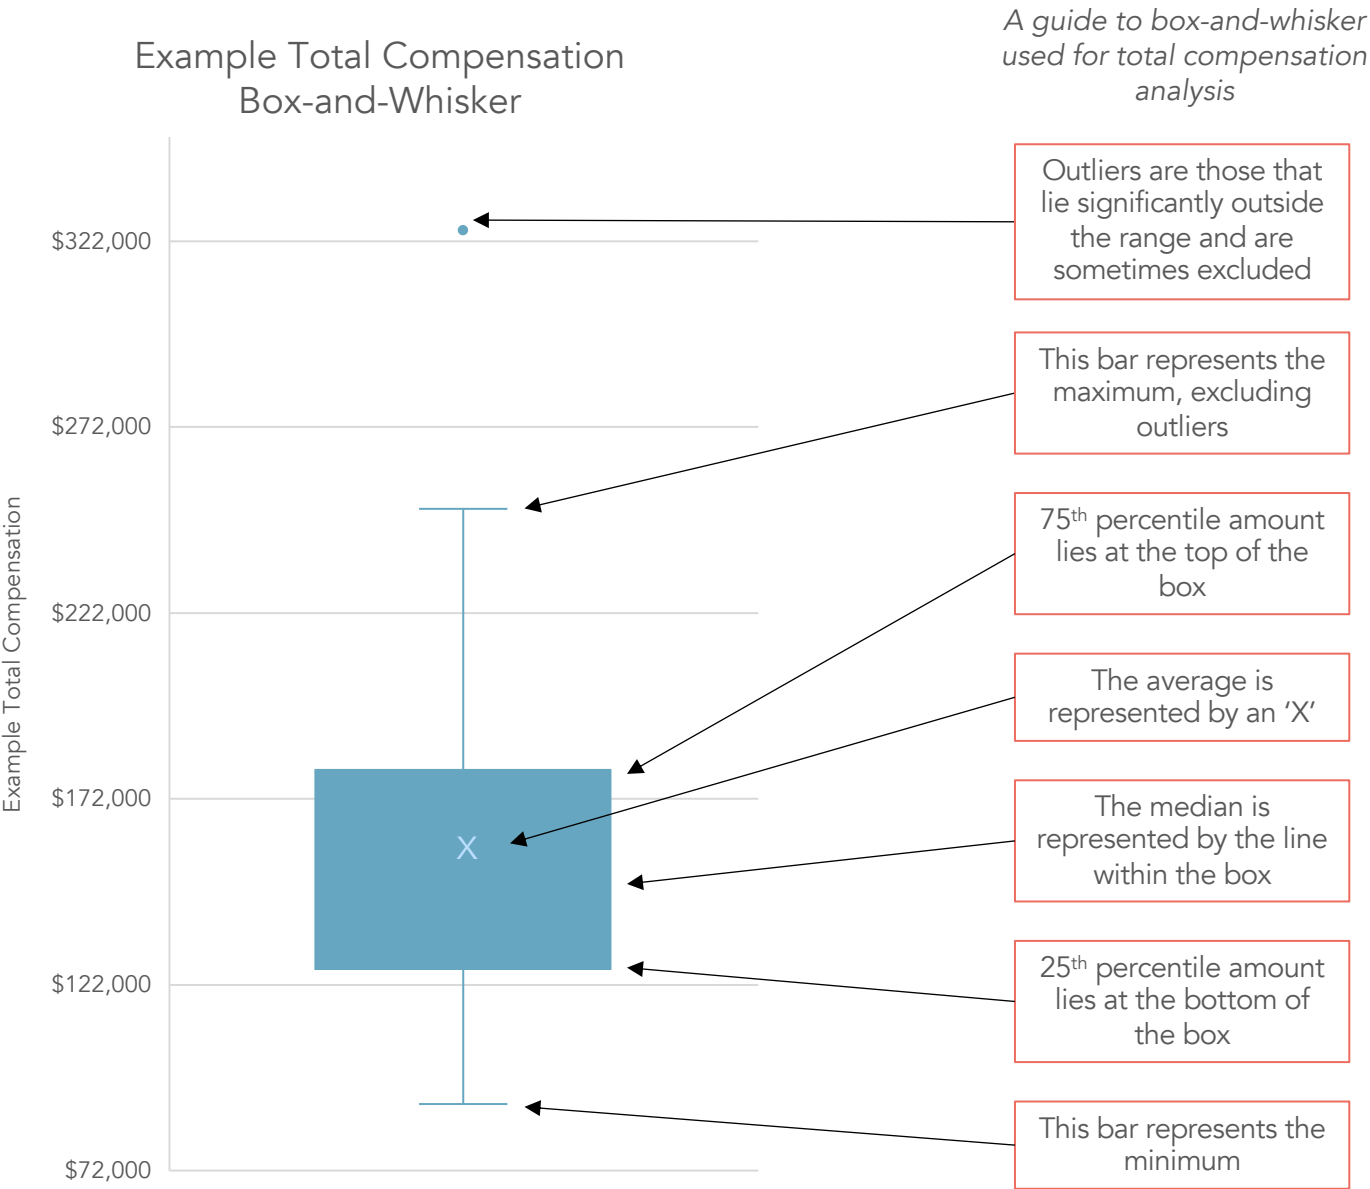 A guide to box-and-whisker
used for total compensation
analysis
Example Total Compensation
Box-and-Whisker
Example Total Compensation
$322,000
$272,000
$222,000
$172,000
$122,000
$72,000
X
Outliers are those that
lie significantly outside
the range and are
sometimes excluded
This bar represents the
maximum, excluding
outliers
75th percentile amount
lies at the top of the
box
The average is
represented by an ‘X’
The median is
represented by the line
within the box
25th percentile amount
lies at the bottom of
the box
This bar represents the
minimum